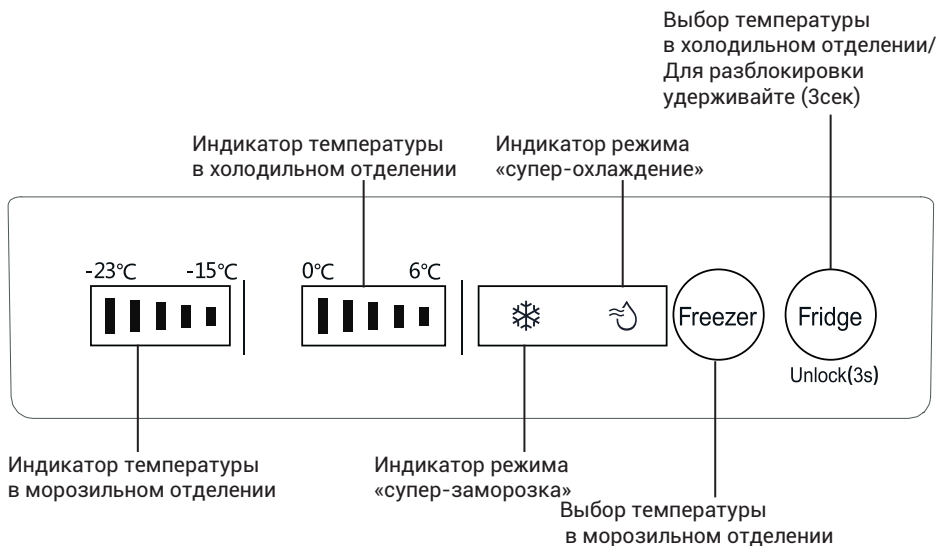 Выбор температуры
в холодильном отделении/
Для разблокировки
удерживайте (3сек)
Индикатор температуры
в холодильном отделении
Индикатор режима
«супер-охлаждение»
-23°C -15°C 0°C 6°C
Freezer Fridge
Unlock(3s)
Индикатор температуры
в морозильном отделении
Индикатор режима
«супер-заморозка»
Выбор температуры
в морозильном отделении